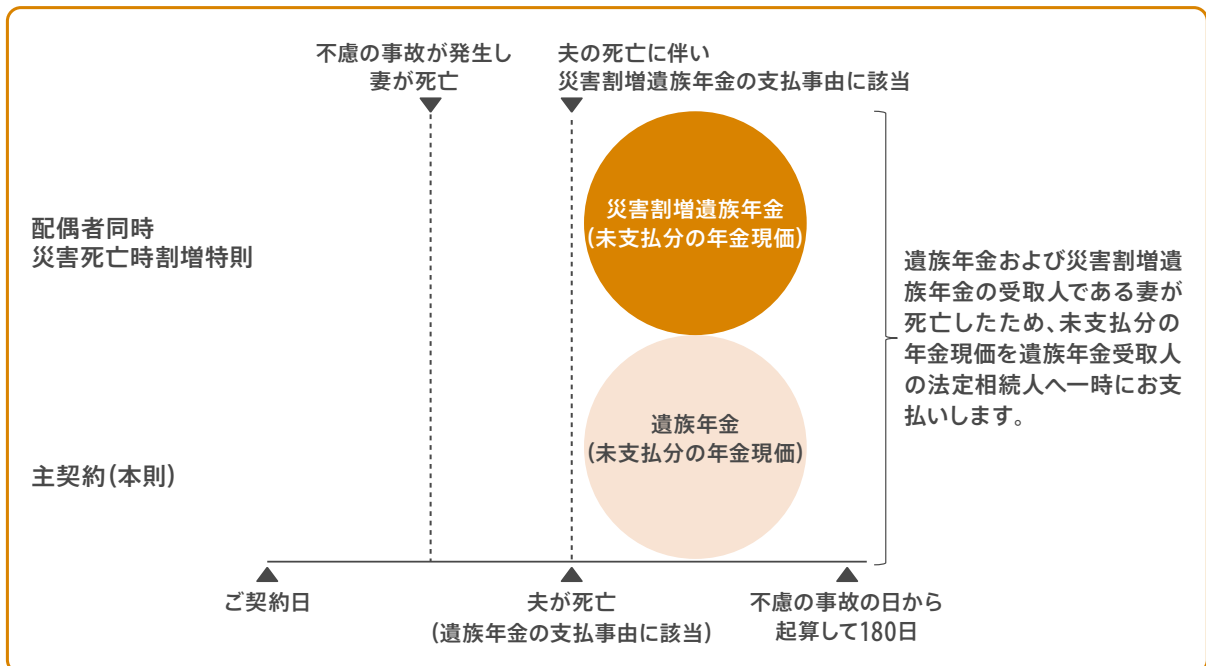 不慮の事故が発生し
妻が死亡
夫の死亡に伴い
災害割増遺族年金の支払事由に該当
配偶者同時
災害死亡時割増特則
災害割増遺族年金
(未支払分の年金現価)
遺族年金および災害割増遺
族年金の受取人である妻が
死亡したため、未支払分の
年金現価を遺族年金受取人
の法定相続人へ一時にお支
払いします。
主契約(本則)
遺族年金
(未支払分の年金現価)
ご契約日
夫が死亡
(遺族年金の支払事由に該当)
不慮の事故の日から
起算して180日